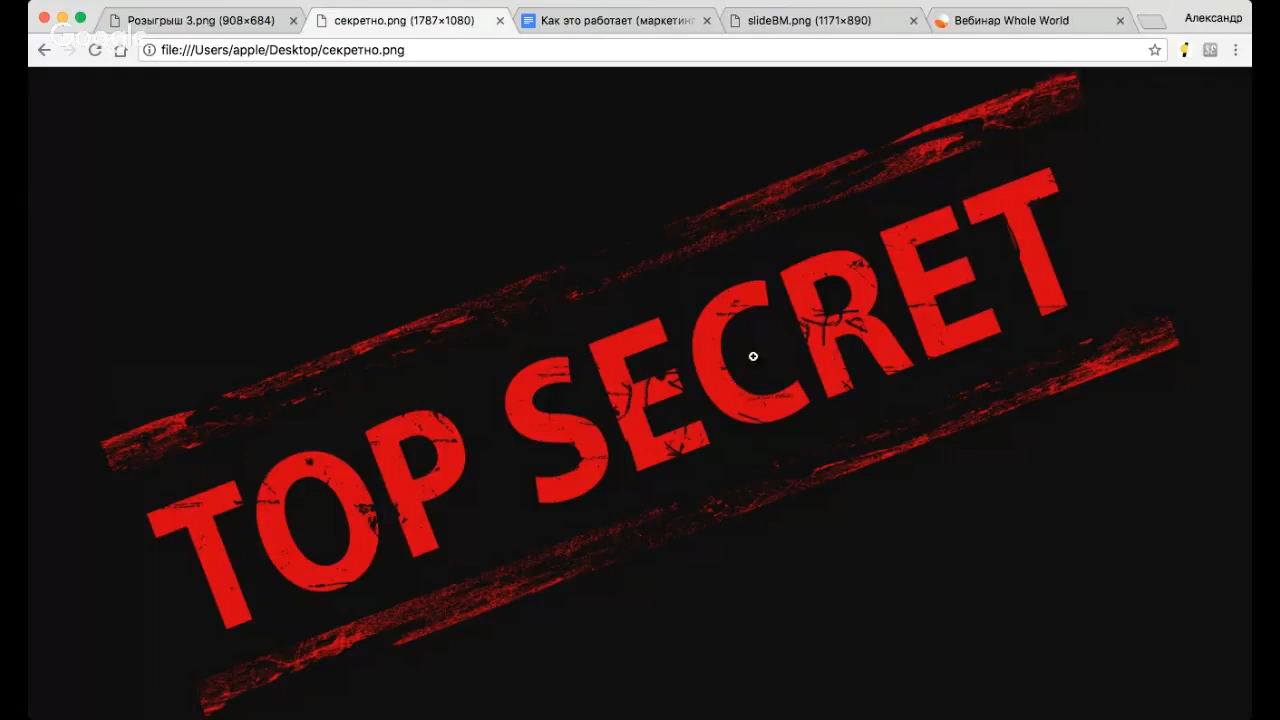 Розыгрыш 3.png (908×684)
секретно.png (1787×1080)
Как это работает (маркетинг
slideBM.png (1171×890)
Вебинар Whole World
Александр
Google
file:///Users/apple/Desktop/секретно.png
TOP SECRET